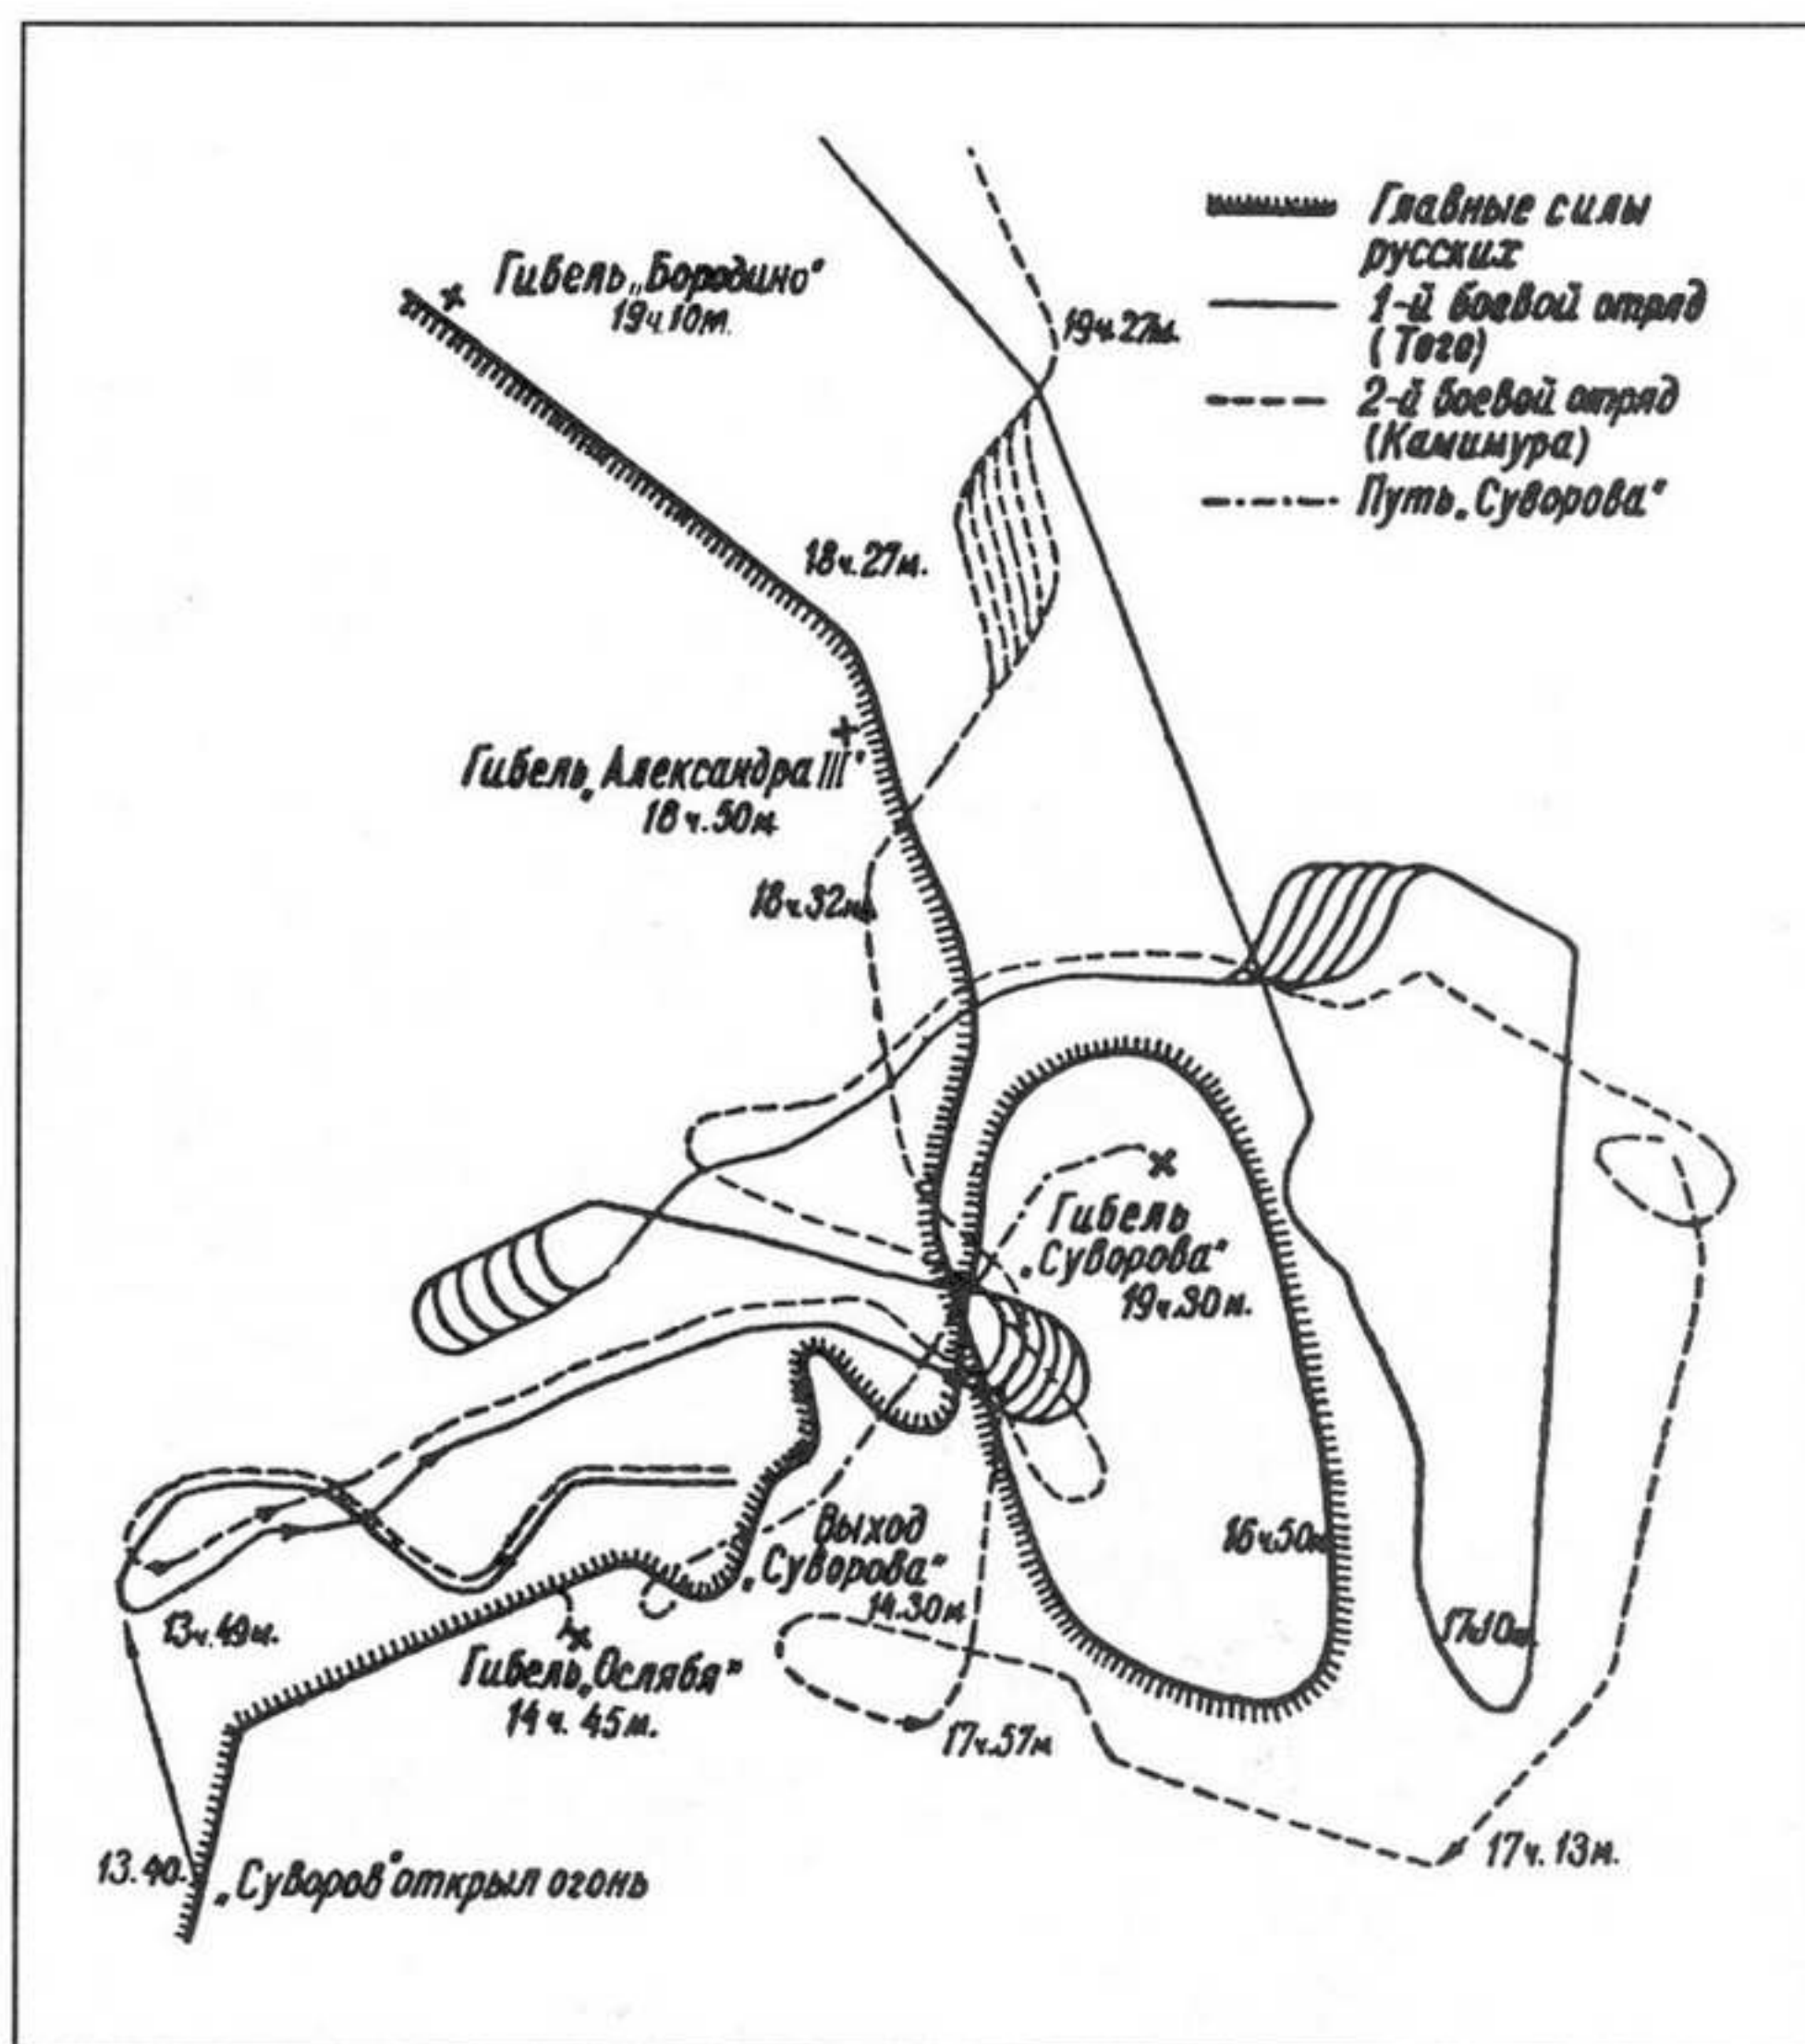 Главные силы
русских
1-й боевой отряд
(Того)
2-й боевой отряд
(Камимура)
Путь „Суворова"
Гибель „Бородино"
19ч.10м.
19ч.27м.
18ч.27м.
Гибель „Александра III"
18ч.50м
18ч.32м.
Гибель
„Суворова"
19ч.30м.
16ч.50м
17ч.10м.
Выход
„Суворова"
14.30м
13ч.49м.
Гибель „Ослябя"
14ч. 45м.
17ч.57м
17ч.13м.
13.40.
„Суворов" открыл огонь